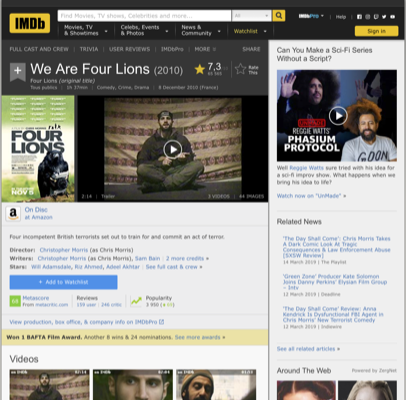 IMDb
Find Movies, TV shows, Celebrities and more...
All
IMDbPro
Help
Movies, TV & Showtimes
Celebs, Events & Photos
News & Community
Watchlist
Sign in
FULL CAST AND CREW | TRIVIA | USER REVIEWS | IMDbPro | MORE
SHARE
We Are Four Lions (2010)
7,3
Rate This
Four Lions (original title)
Tous publics | 1h 37min | Comedy, Crime, Drama | 8 December 2010 (France)
FOUR LIONS
NOV 5
2:14 | Trailer
3 VIDEOS | 64 IMAGES
On Disc
at Amazon
Four incompetent British terrorists set out to train for and commit an act of terror.
Director: Christopher Morris (as Chris Morris)
Writers: Christopher Morris (as Chris Morris), Sam Bain | 2 more credits »
Stars: Will Adamsdale, Riz Ahmed, Adeel Akhtar | See full cast & crew »
+ Add to Watchlist
68
Metascore
From metacritic.com
Reviews
159 user | 246 critic
Popularity
View production, box office, & company info on IMDbPro
Won 1 BAFTA Film Award. Another 8 wins & 24 nominations. See more awards »
Videos
Can You Make a Sci-Fi Series
Without a Script?
REGGIE WATTS'
PHASIUM
PROTOCOL
Well Reggie Watts sure tried with his idea for
a sci-fi improv show. What happens when we
bring his idea to life?
Watch now on "UnMade" »
Related News
'The Day Shall Come': Chris Morris
Takes A Dark Comic Look At Tragic
Consequences & Law Enforcement Abuse
[SXSW Review]
14 March 2019 | The Playlist
'Green Zone' Producer Kate Solomon
Joins Danny Perkins' Elysian Film Group
– Intv
12 March 2019 | Deadline
'The Day Shall Come' Review: Anna
Kendrick Is Dysfunctional FBI Agent in
Chris Morris' New Terrorist Comedy
12 March 2019 | Indiewire
See all related articles »
Around The Web
Powered by ZergNet